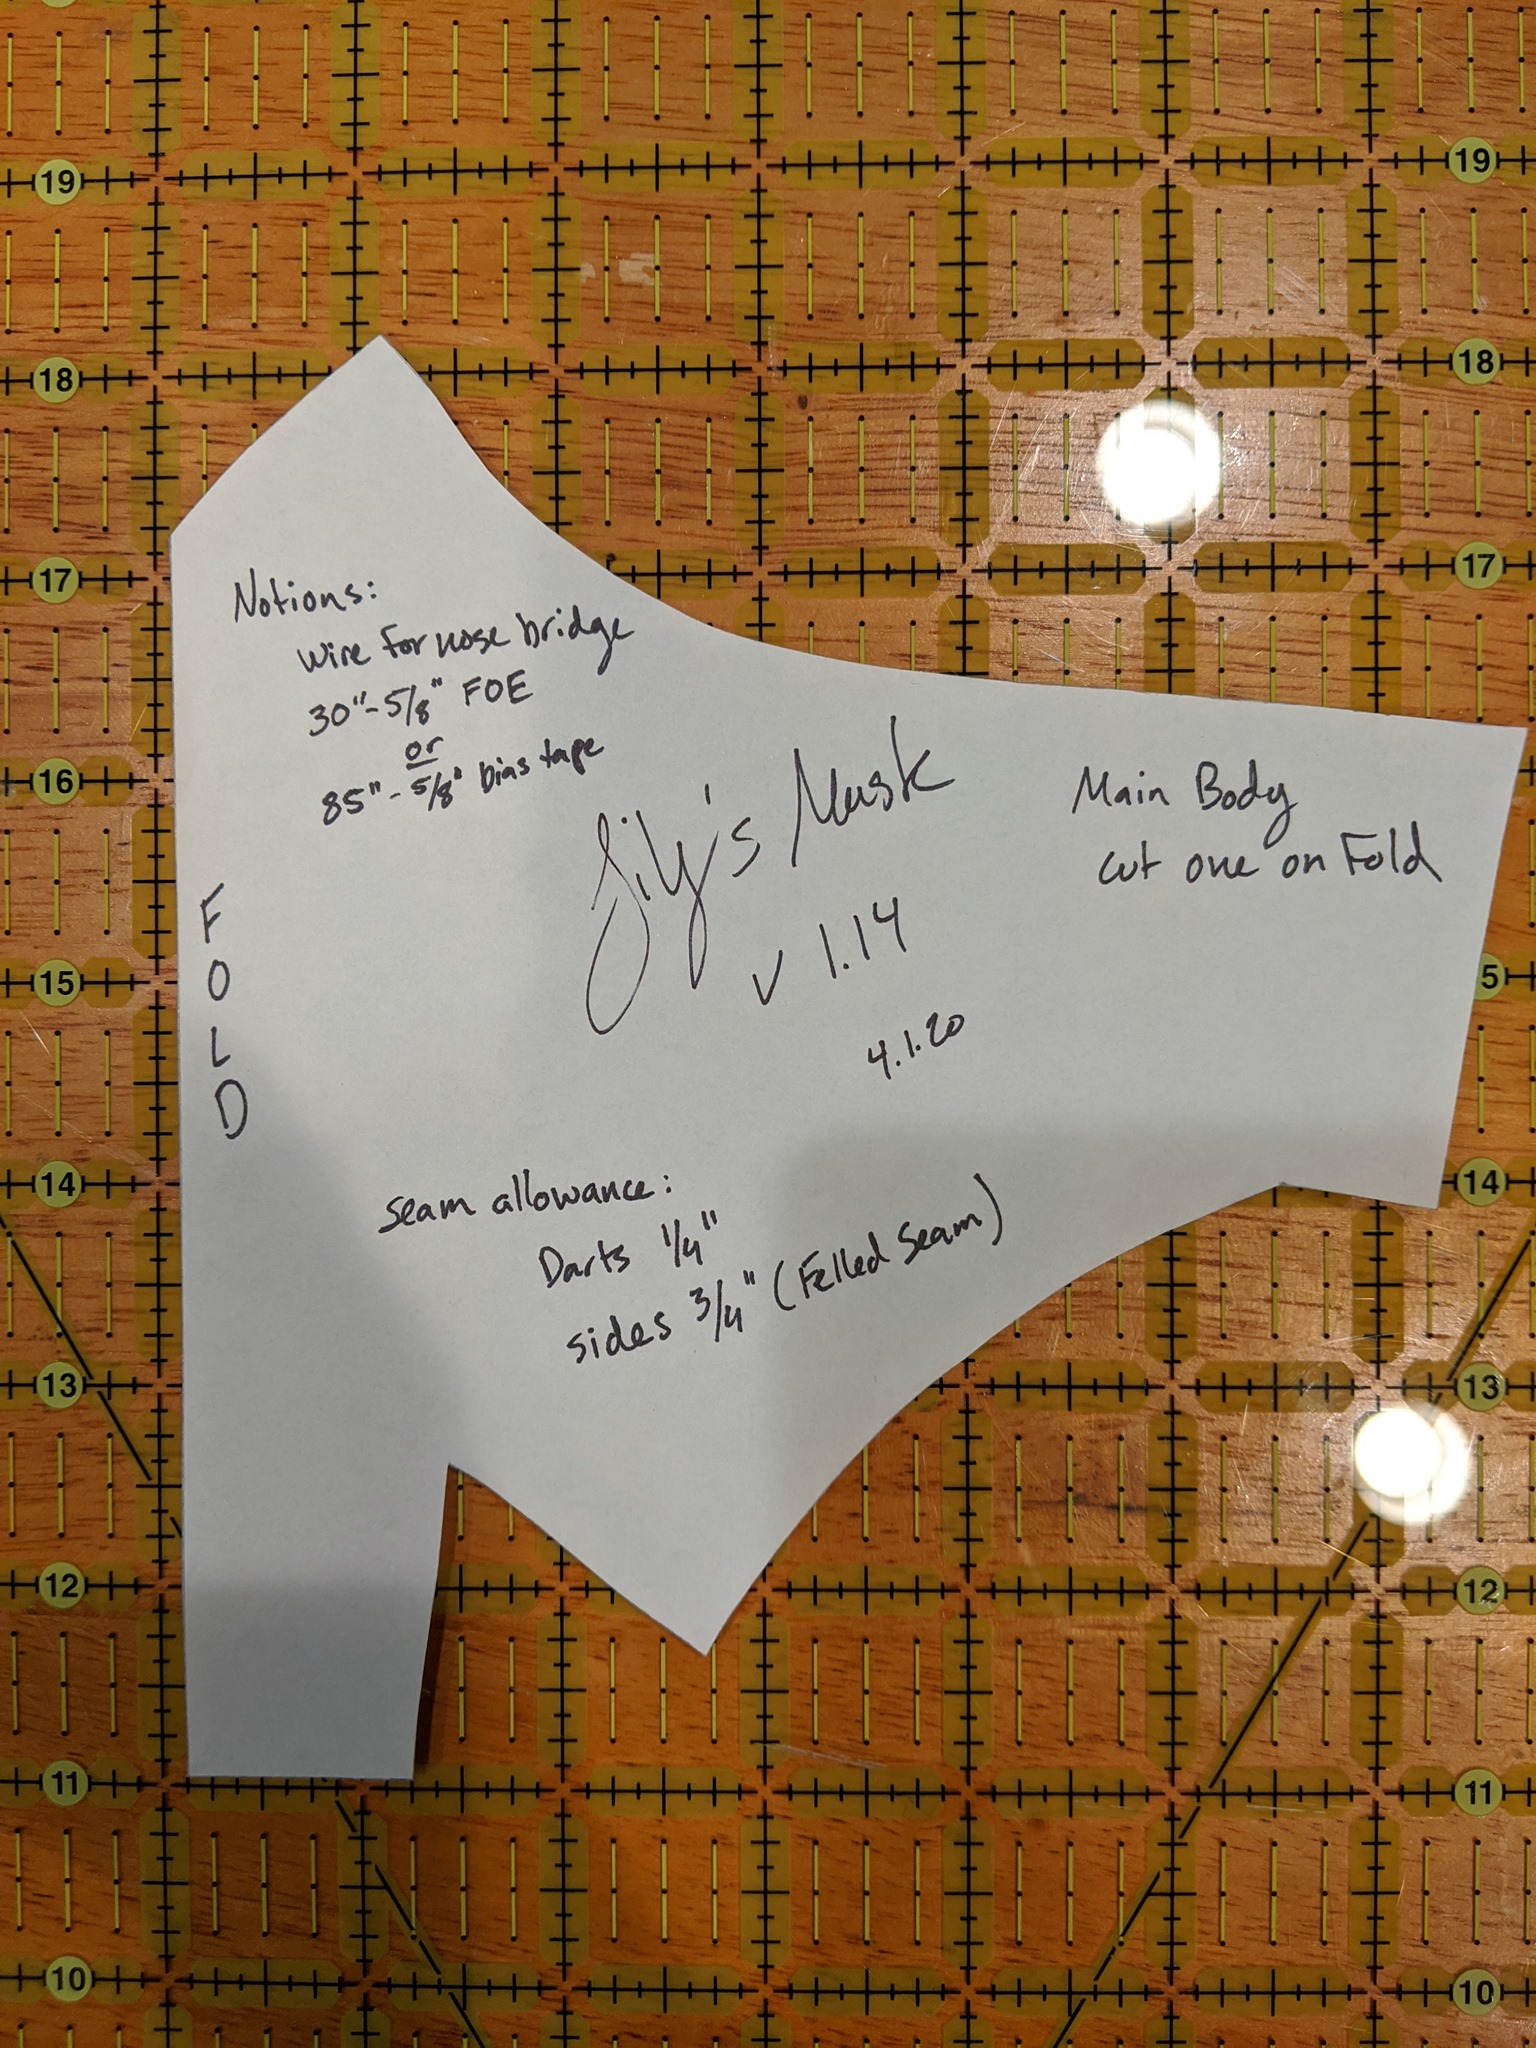 19
19
18
18
17
17
Notions:
wire for nose bridge
30"-5/8" FOE
or
85"-5/8" bias tape
16
Lily's Mask
v 1.14
4.1.20
Main Body
cut one on Fold
FOLD
15
5
14
14
seam allowance:
Darts 1/4"
sides 3/4" (Felled Seam)
13
13
12
12
11
11
10
10